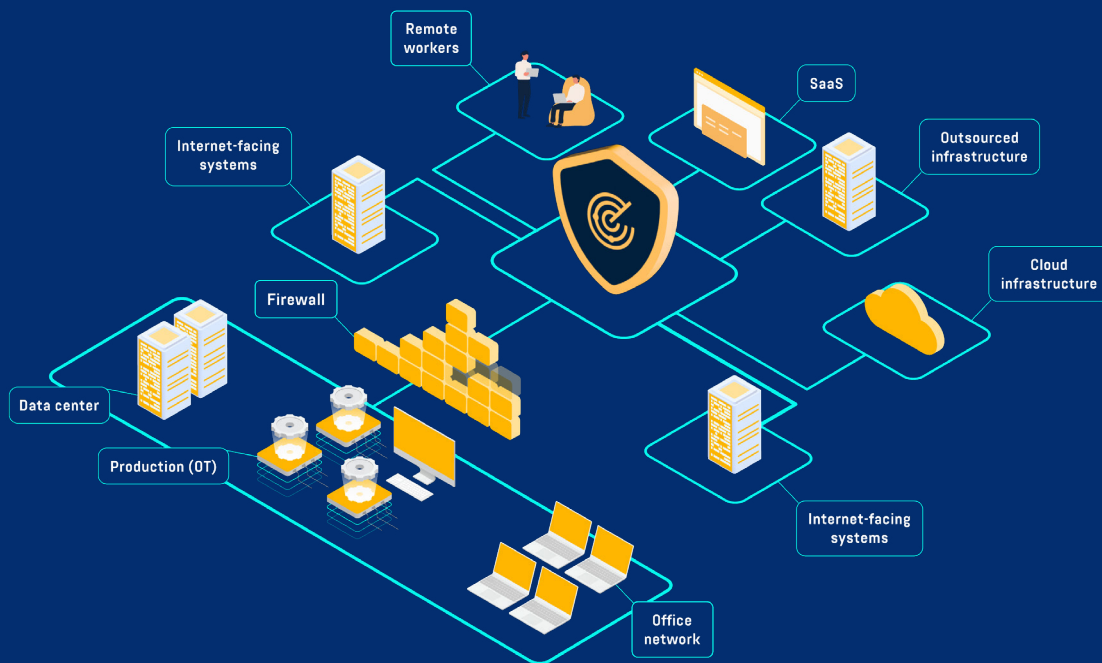 Remote
workers
SaaS
Internet-facing
systems
Outsourced
infrastructure
Cloud
infrastructure
Firewall
Data center
Production (OT)
Internet-facing
systems
Office
network